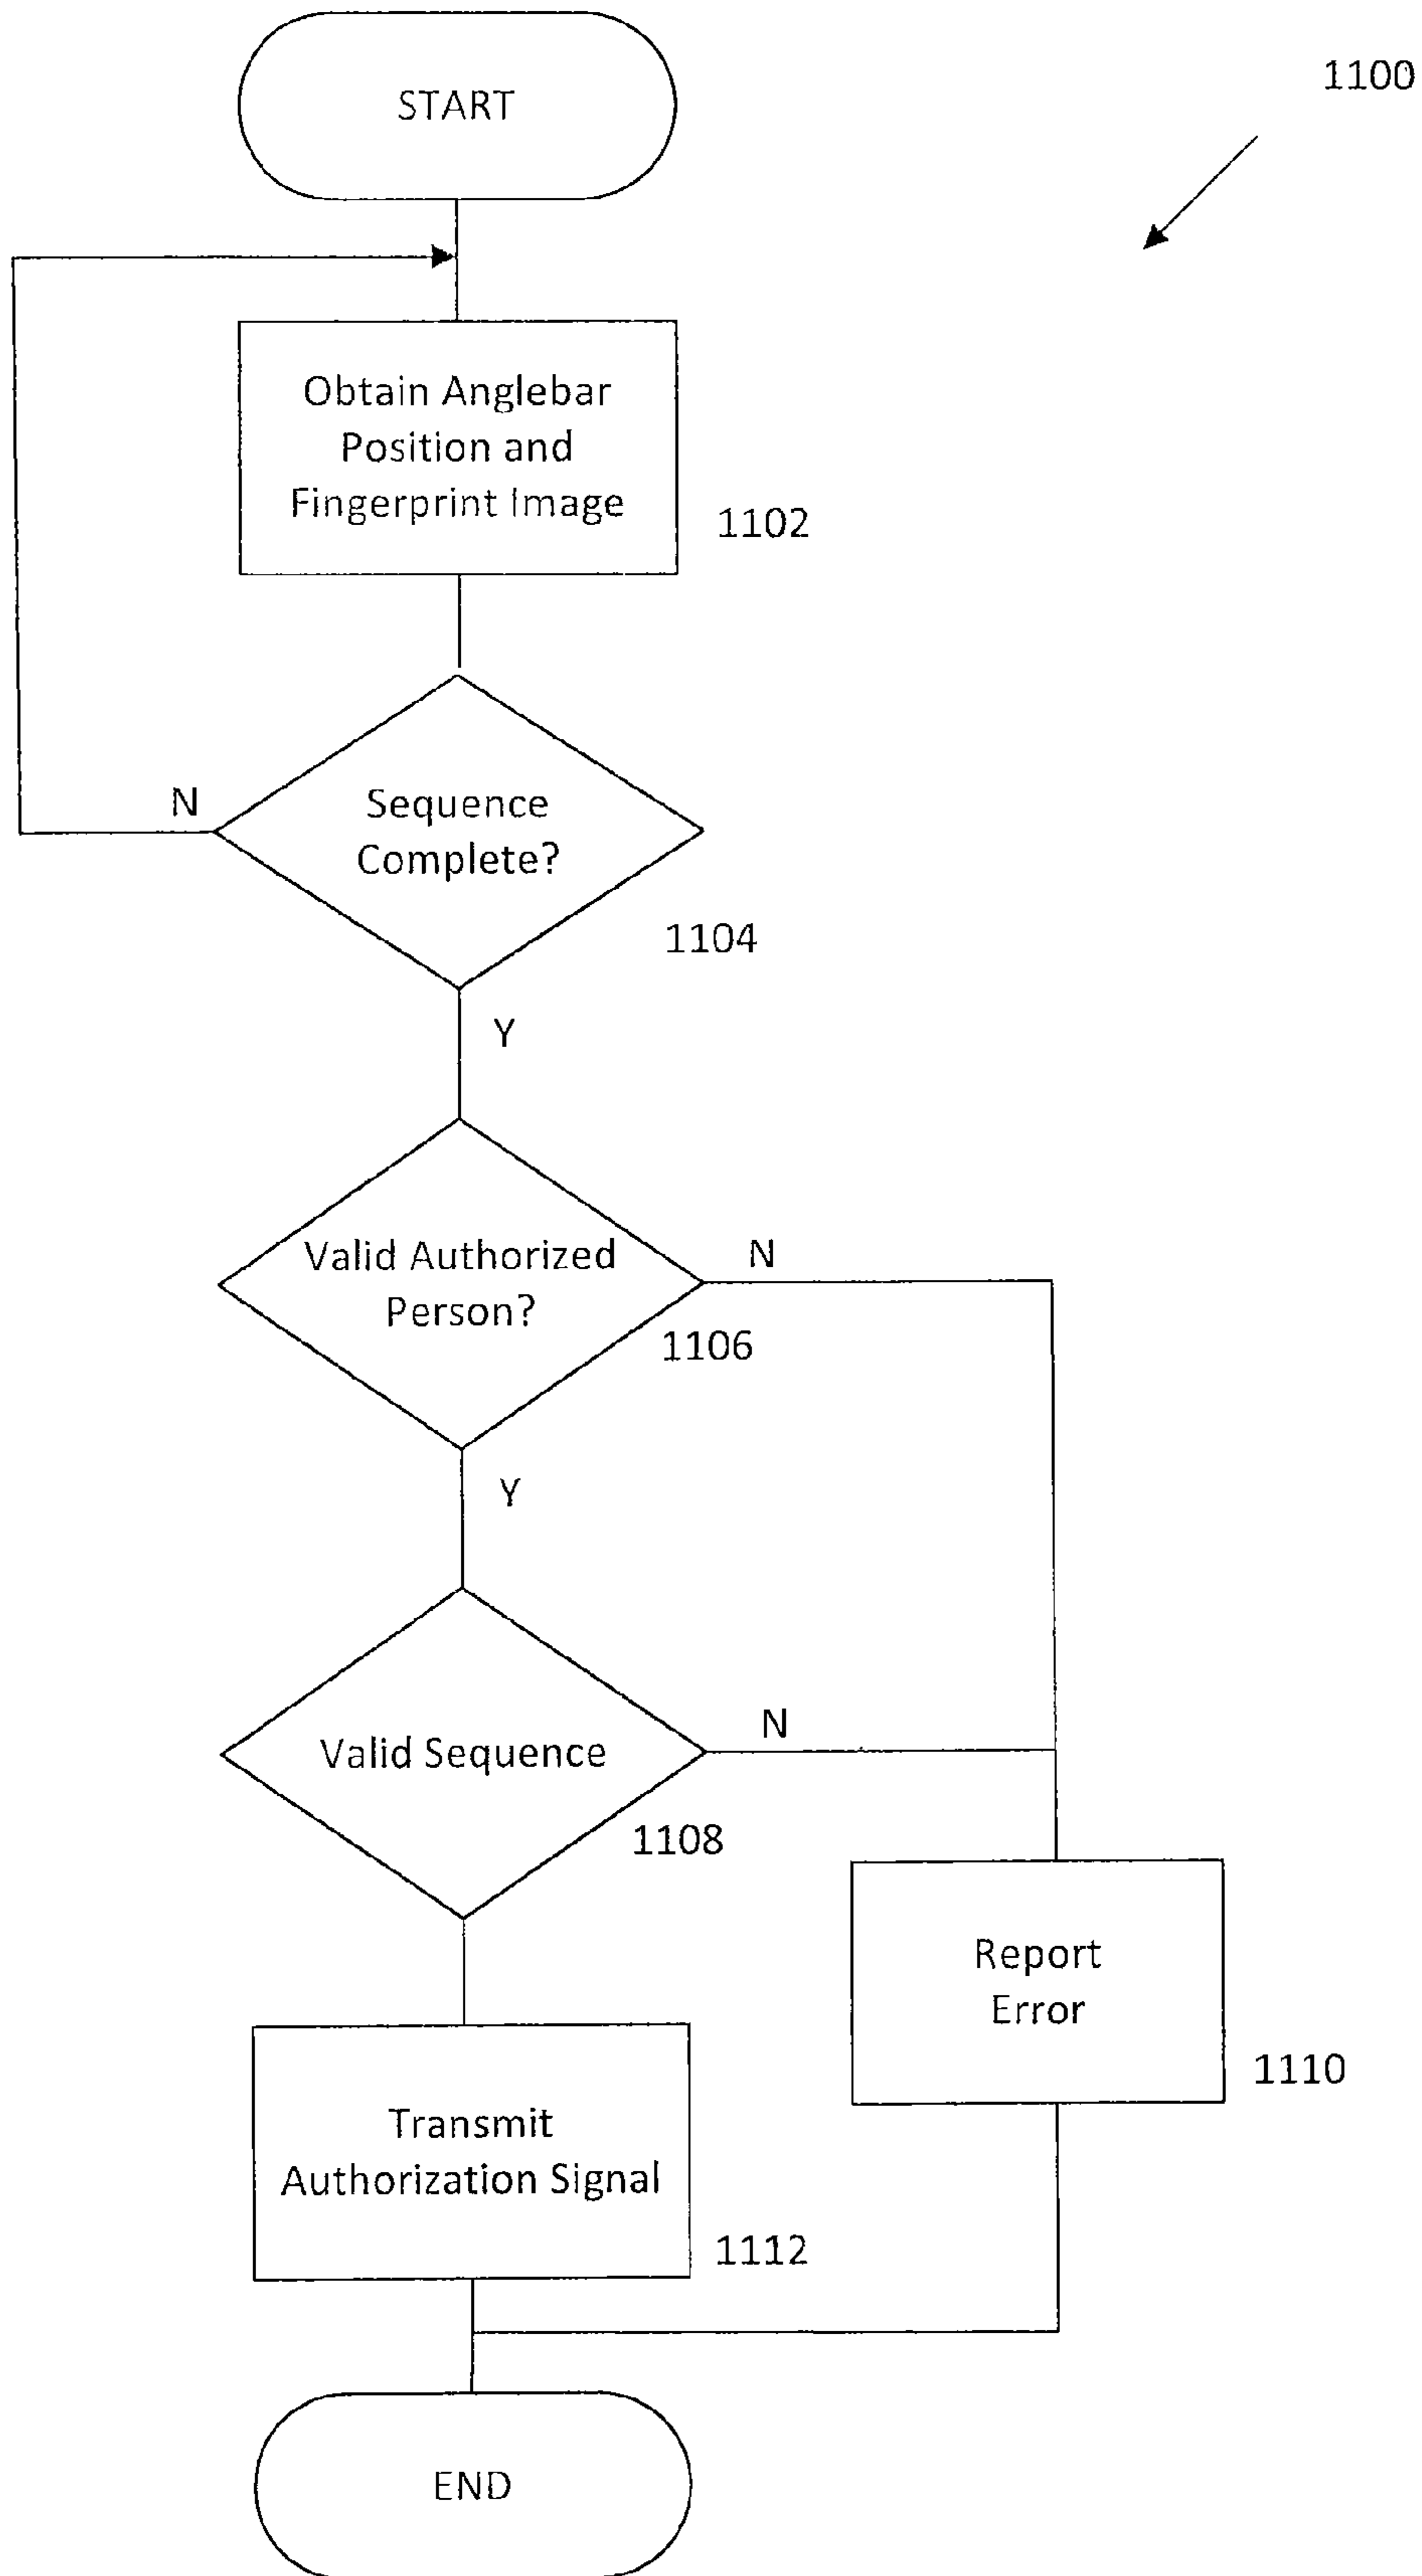 START
1100
Obtain Anglebar
Position and
Fingerprint Image
1102
N
Sequence
Complete?
1104
Y
Valid Authorized
Person?
N
1106
Y
Valid Sequence
N
1108
Report
Error
1110
Transmit
Authorization Signal
1112
END